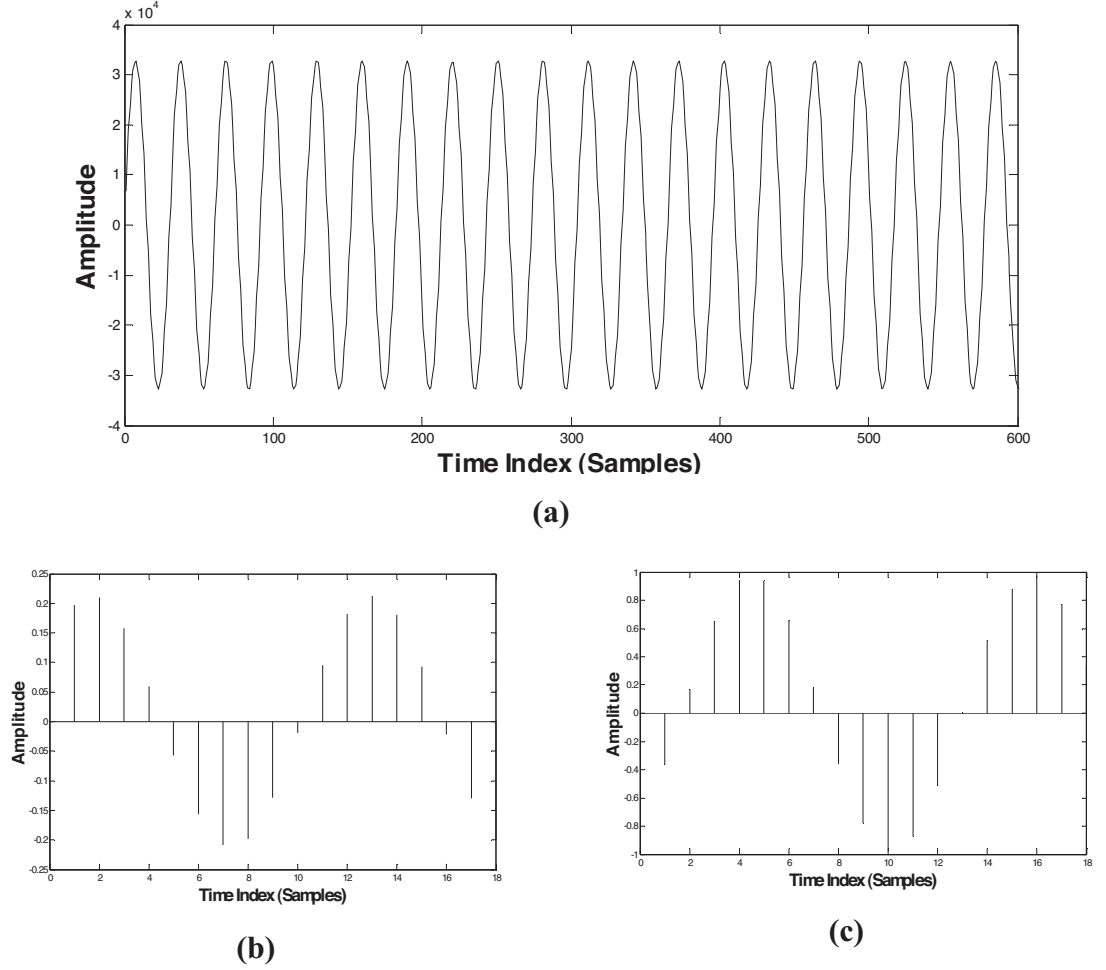 x 10^4
4
3
2
1
0
-1
-2
-3
-4
Amplitude
0 100 200 300 400 500 600
Time Index (Samples)
(a)
0.25
0.2
0.15
0.1
0.05
0
-0.05
-0.1
-0.15
-0.2
-0.25
Amplitude
0 2 4 6 8 10 12 14 16 18
Time Index (Samples)
(b)
1
0.8
0.6
0.4
0.2
0
-0.2
-0.4
-0.6
-0.8
-1
Amplitude
0 2 4 6 8 10 12 14 16 18
Time Index (Samples)
(c)